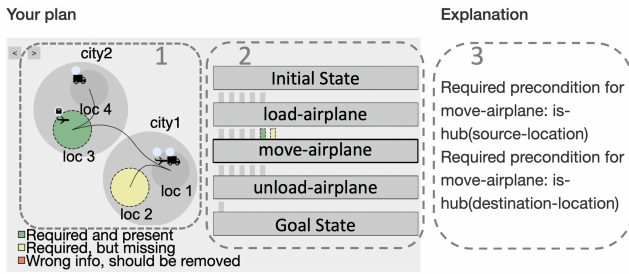 Your plan
Explanation
< >
city2
1
loc 4
city1
loc 3
loc 1
loc 2
Required and present
Required, but missing
Wrong info, should be removed
2
Initial State
load-airplane
move-airplane
unload-airplane
Goal State
3
Required precondition for
move-airplane: is-
hub(source-location)
Required precondition for
move-airplane: is-
hub(destination-location)